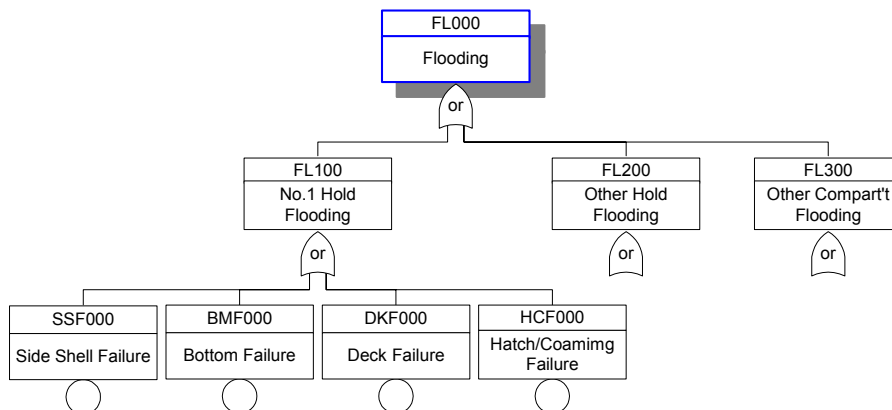 FL000
Flooding
or
FL100
No.1 Hold
Flooding
or
FL200
Other Hold
Flooding
or
FL300
Other Compart't
Flooding
or
SSF000
Side Shell Failure
BMF000
Bottom Failure
DKF000
Deck Failure
HCF000
Hatch/Coamimg
Failure